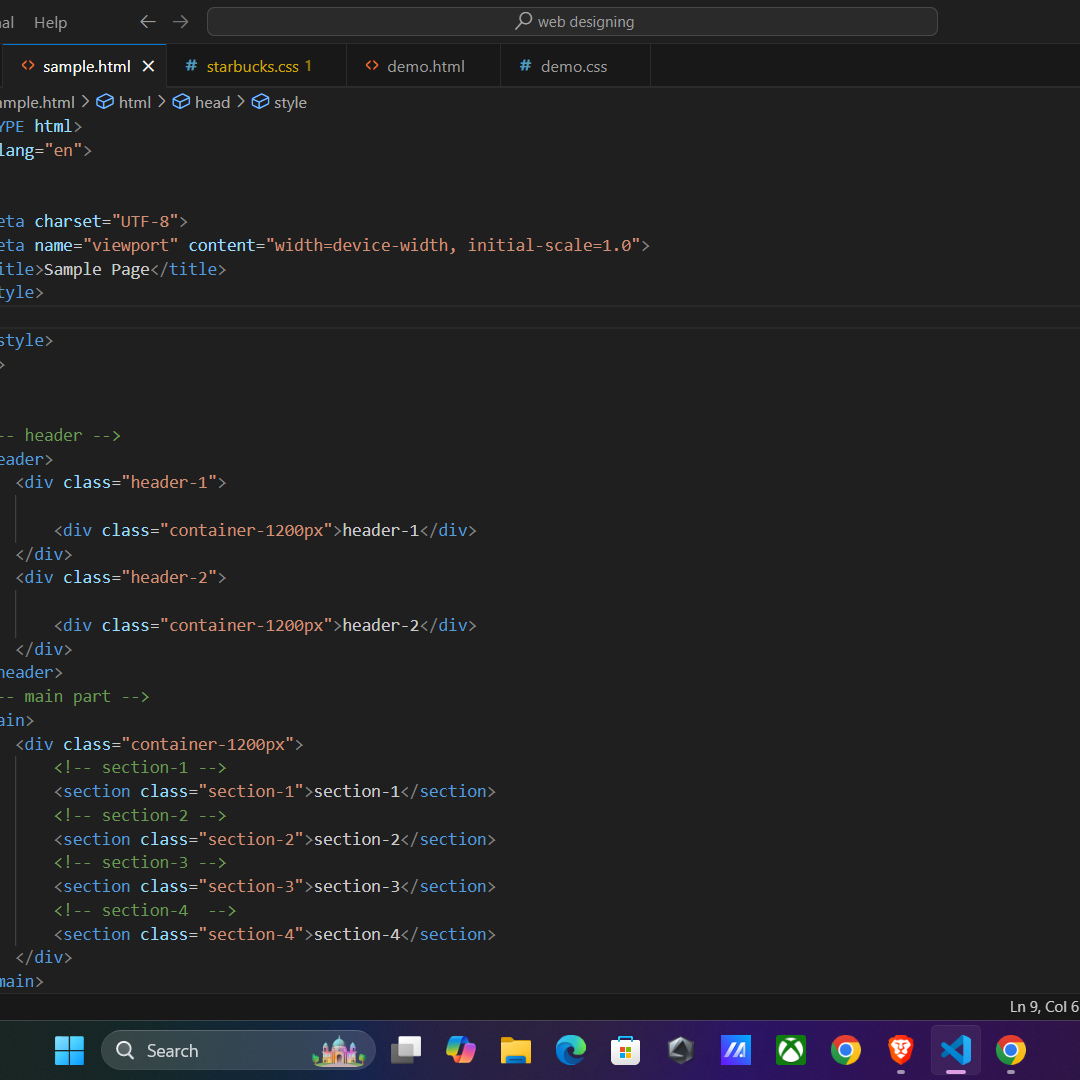 al Help web designing
sample.html # starbucks.css 1 demo.html # demo.css
ample.html > html > head > style
YPE html>
lang="en">
eta charset="UTF-8">
eta name="viewport" content="width=device-width, initial-scale=1.0">
itle>Sample Page</title>
tyle>
style>
>
-- header -->
eader>
<div class="header-1">
<div class="container-1200px">header-1</div>
</div>
<div class="header-2">
<div class="container-1200px">header-2</div>
</div>
header>
-- main part -->
ain>
<div class="container-1200px">
<!-- section-1 -->
<section class="section-1">section-1</section>
<!-- section-2 -->
<section class="section-2">section-2</section>
<!-- section-3 -->
<section class="section-3">section-3</section>
<!-- section-4  -->
<section class="section-4">section-4</section>
</div>
main>
Ln 9, Col 6
Search